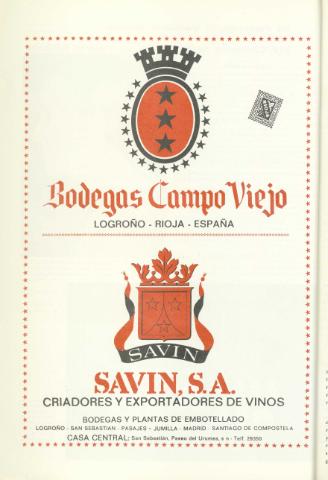 Bodegas Campo Viejo
LOGROÑO - RIOJA - ESPAÑA
SAVIN
SAVIN, S.A.
CRIADORES Y EXPORTADORES DE VINOS
BODEGAS Y PLANTAS DE EMBOTELLADO
LOGROÑO - SAN SEBASTIAN - PASAJES - JUMILLA - MADRID - SANTIAGO DE COMPOSTELA
CASA CENTRAL: San Sebastián, Paseo del Urumea, s/n - Telf. 29350